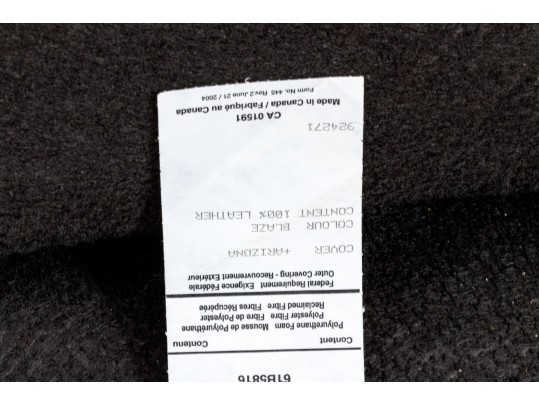 61B5816
Content Contenu
Polyurethane Foam Mousse de Polyuréthane
Polyester Fibre Fibre de Polyester
Reclaimed Fibre Fibres Récupérée
Federal Requirement Exigence Fédérale
Outer Covering - Recouvrement Extérieur
COVER +ARIZONA
COLOUR BLAZE
CONTENT 100% LEATHER
924271
CA 01591
Made in Canada / Fabriqué au Canada
Form No. 445 Rev.2 June 21 / 2004